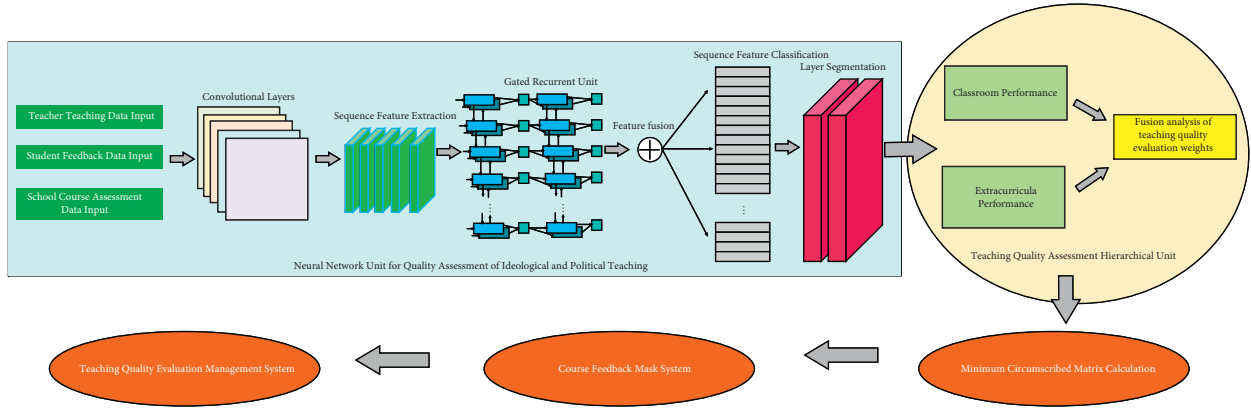 Teacher Teaching Data Input
Student Feedback Data Input
School Course Assessment
Data Input
Convolutional Layers
Sequence Feature Extraction
Gated Recurrent Unit
Feature fusion
Sequence Feature Classification
Layer Segmentation
Neural Network Unit for Quality Assessment of Ideological and Political Teaching
Classroom Performance
Extracurricula
Performance
Fusion analysis of
teaching quality
evaluation weights
Teaching Quality Assessment Hierarchical Unit
Minimum Circumscribed Matrix Calculation
Course Feedback Mask System
Teaching Quality Evaluation Management System